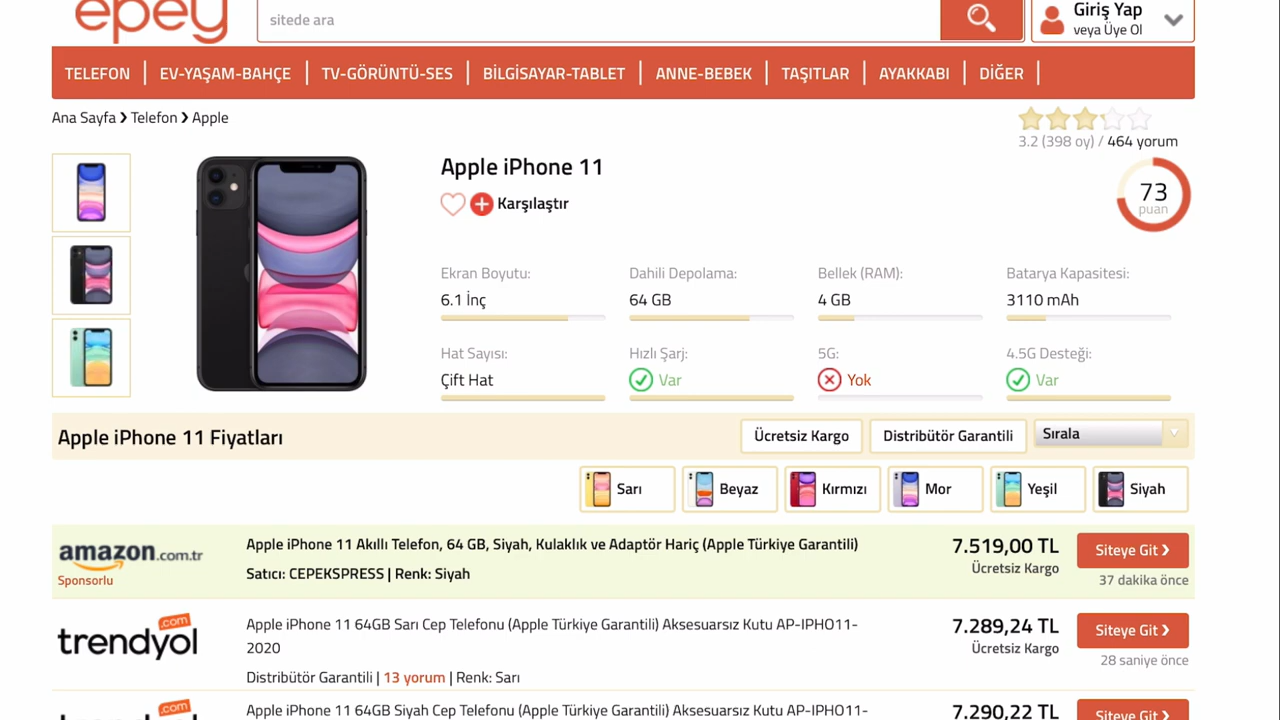 epey
sitede ara
Giriş Yap
veya Üye Ol
TELEFON
EV-YAŞAM-BAHÇE
TV-GÖRÜNTÜ-SES
BİLGİSAYAR-TABLET
ANNE-BEBEK
TAŞITLAR
AYAKKABI
DİĞER
Ana Sayfa ❯ Telefon ❯ Apple
3.2 (398 oy) / 464 yorum
Apple iPhone 11
Karşılaştır
73
puan
Ekran Boyutu:
6.1 İnç
Dahili Depolama:
64 GB
Bellek (RAM):
4 GB
Batarya Kapasitesi:
3110 mAh
Hat Sayısı:
Çift Hat
Hızlı Şarj:
Var
5G:
Yok
4.5G Desteği:
Var
Apple iPhone 11 Fiyatları
Ücretsiz Kargo
Distribütör Garantili
Sırala
Sarı
Beyaz
Kırmızı
Mor
Yeşil
Siyah
amazon.com.tr
Sponsorlu
Apple iPhone 11 Akıllı Telefon, 64 GB, Siyah, Kulaklık ve Adaptör Hariç (Apple Türkiye Garantili)
Satıcı: CEPEKSPRESS | Renk: Siyah
7.519,00 TL
Ücretsiz Kargo
Siteye Git ❯
37 dakika önce
trendyol.com
Apple iPhone 11 64GB Sarı Cep Telefonu (Apple Türkiye Garantili) Aksesuarsız Kutu AP-IPHO11-
2020
Distribütör Garantili | 13 yorum | Renk: Sarı
7.289,24 TL
Ücretsiz Kargo
Siteye Git ❯
28 saniye önce
trendyol.com
Apple iPhone 11 64GB Siyah Cep Telefonu (Apple Türkiye Garantili) Aksesuarsız Kutu AP-IPHO11-
7.290,22 TL
Siteye Git ❯